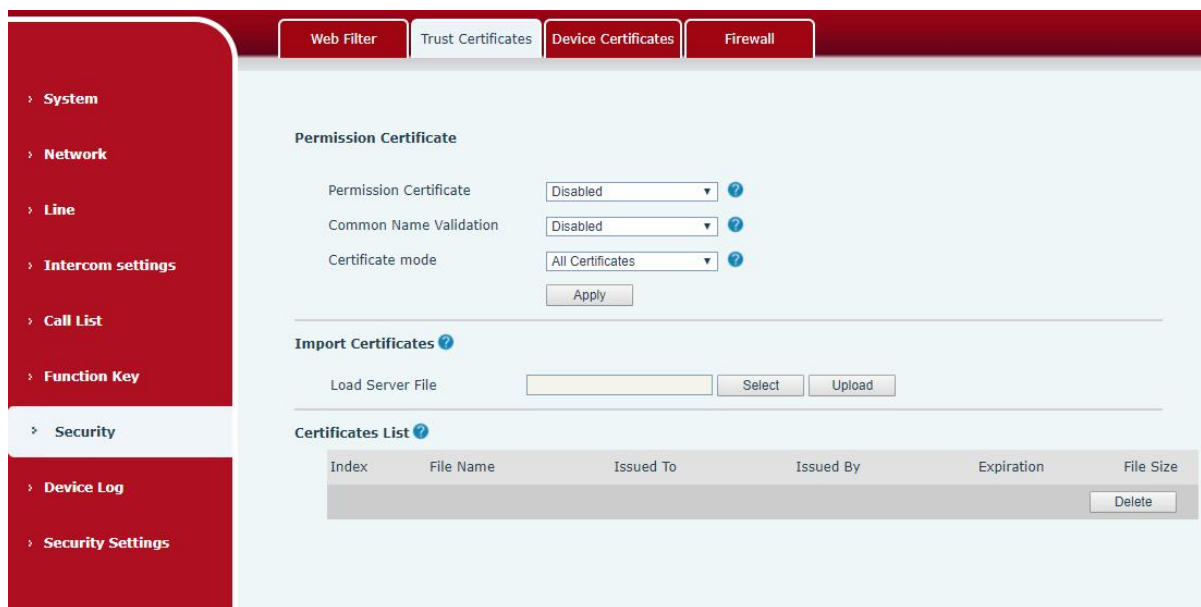 Web Filter Trust Certificates Device Certificates Firewall
System
Network
Line
Intercom settings
Call List
Function Key
Security
Device Log
Security Settings
Permission Certificate
Permission Certificate Disabled
Common Name Validation Disabled
Certificate mode All Certificates
Apply
Import Certificates
Load Server File Select Upload
Certificates List
Index File Name Issued To Issued By Expiration File Size
Delete